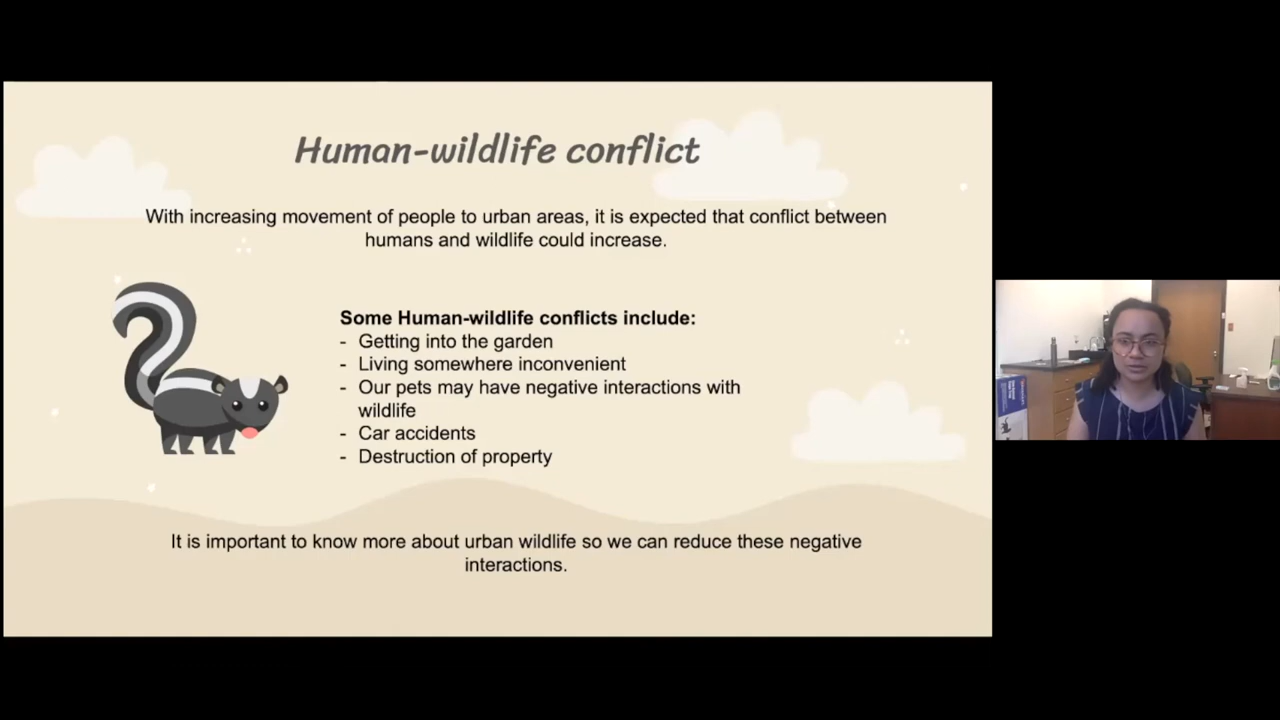 Human-wildlife conflict
With increasing movement of people to urban areas, it is expected that conflict between
humans and wildlife could increase.
Some Human-wildlife conflicts include:
- Getting into the garden
- Living somewhere inconvenient
- Our pets may have negative interactions with
wildlife
- Car accidents
- Destruction of property
It is important to know more about urban wildlife so we can reduce these negative
interactions.